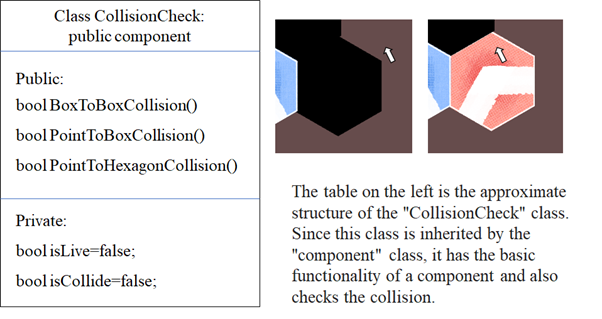 Class CollisionCheck:
public component
Public:
bool BoxToBoxCollision()
bool PointToBoxCollision()
bool PointToHexagonCollision()
Private:
bool isLive=false;
bool isCollide=false;
The table on the left is the approximate
structure of the "CollisionCheck" class.
Since this class is inherited by the
"component" class, it has the basic
functionality of a component and also
checks the collision.